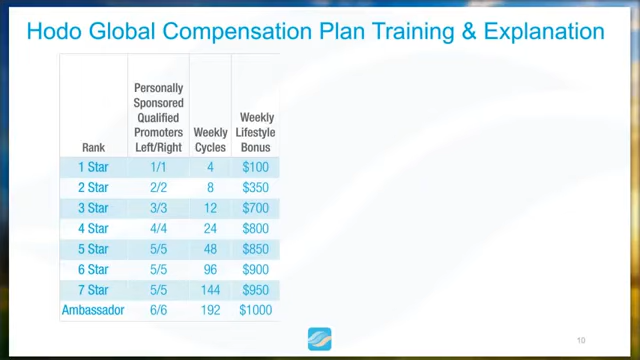 Hodo Global Compensation Plan Training & Explanation
Rank Personally Sponsored Qualified Promoters Left/Right Weekly Cycles Weekly Lifestyle Bonus
1 Star 1/1 4 $100
2 Star 2/2 8 $350
3 Star 3/3 12 $700
4 Star 4/4 24 $800
5 Star 5/5 48 $850
6 Star 5/5 96 $900
7 Star 5/5 144 $950
Ambassador 6/6 192 $1000
10